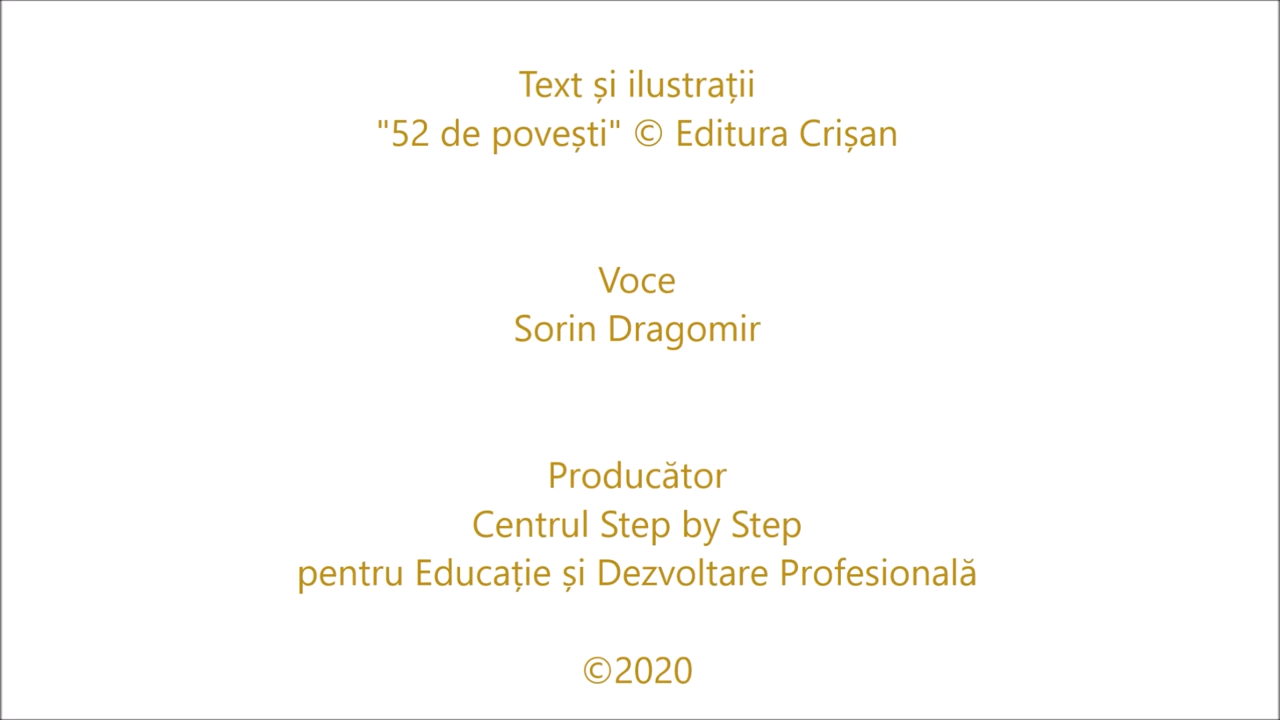 Text și ilustrații
"52 de povești" © Editura Crișan
Voce
Sorin Dragomir
Producător
Centrul Step by Step
pentru Educație și Dezvoltare Profesională
©2020